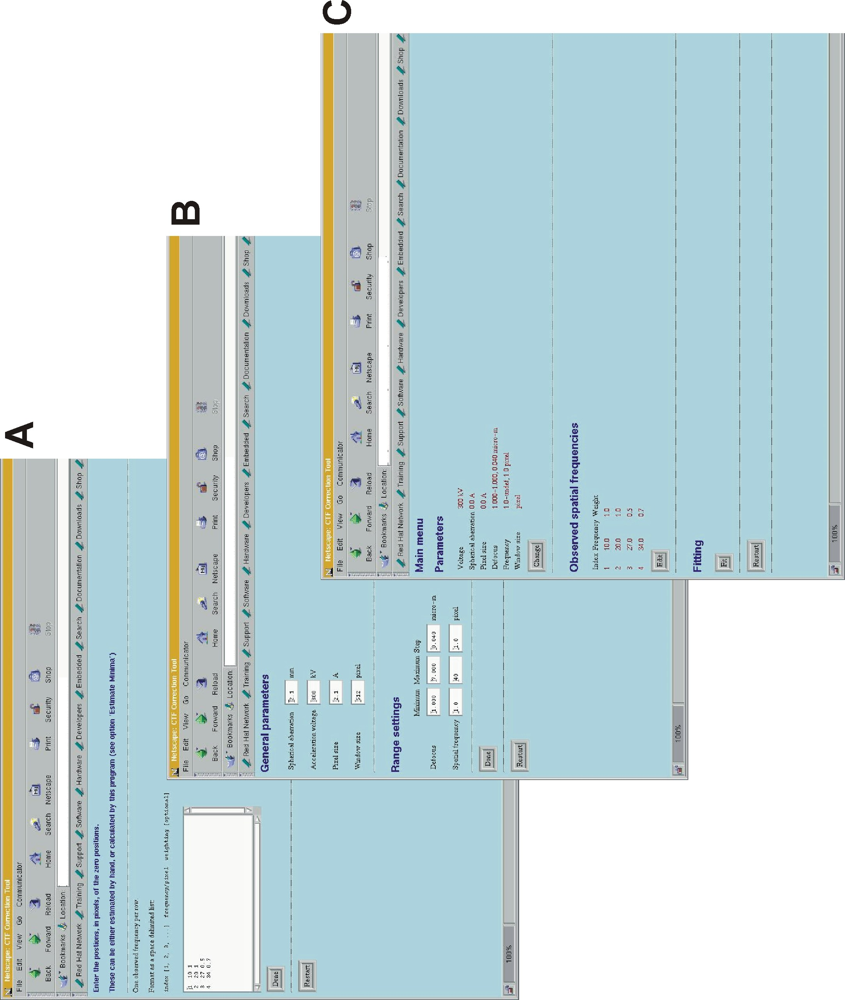 A
Netscape: CTF Correction Tool
File Edit View Go Communicator
Back Forward Reload Home Search Netscape Print Security Shop Stop
Bookmarks Location:
Red Hat Network Training Support Software Hardware Developers Embedded Search Documentation Downloads Shop
Enter the postions, in pixels, of the zero positions.
These can be either estimated by hand, or calculated by this program (see option 'Estimate Minima')
One observed frequency per row.
Format as a space delimited list:
index [1, 2, 3, ...] frequency/pixel weighting [optional]
1 10 1
2 20 1
3 27 0.5
4 34 0.7
Done
Restart
100%
B
Netscape: CTF Correction Tool
File Edit View Go Communicator
Back Forward Reload Home Search Netscape Print Security Shop Stop
Bookmarks Location:
Red Hat Network Training Support Software Hardware Developers Embedded Search Documentation Downloads Shop
General parameters
Spherical aberration 2.1 mm
Acceleration voltage 300 kV
Pixel size 2.1 A
Window size 512 pixel
Range settings
Minimum Maximum Step
Defocus 1.000 7.000 0.040 micro-m
Spatial frequency 1.0 40 1.0 pixel
Done
Restart
100%
C
Netscape: CTF Correction Tool
File Edit View Go Communicator
Back Forward Reload Home Search Netscape Print Security Shop Stop
Bookmarks Location:
Red Hat Network Training Support Software Hardware Developers Embedded Search Documentation Downloads Shop
Main menu
Parameters
Voltage 300 kV
Spherical aberration 0.0 A
Pixel size 0.0 A
Defocus 1.000-1.000, 0.040 micro-m
Frequency 1.0-undef, 1.0 pixel
Window size pixel
Change
Observed spatial frequencies
Index Frequency Weight
1 10.0 1.0
2 20.0 1.0
3 27.0 0.5
4 34.0 0.7
Edit
Fitting
Fit
Restart
100%